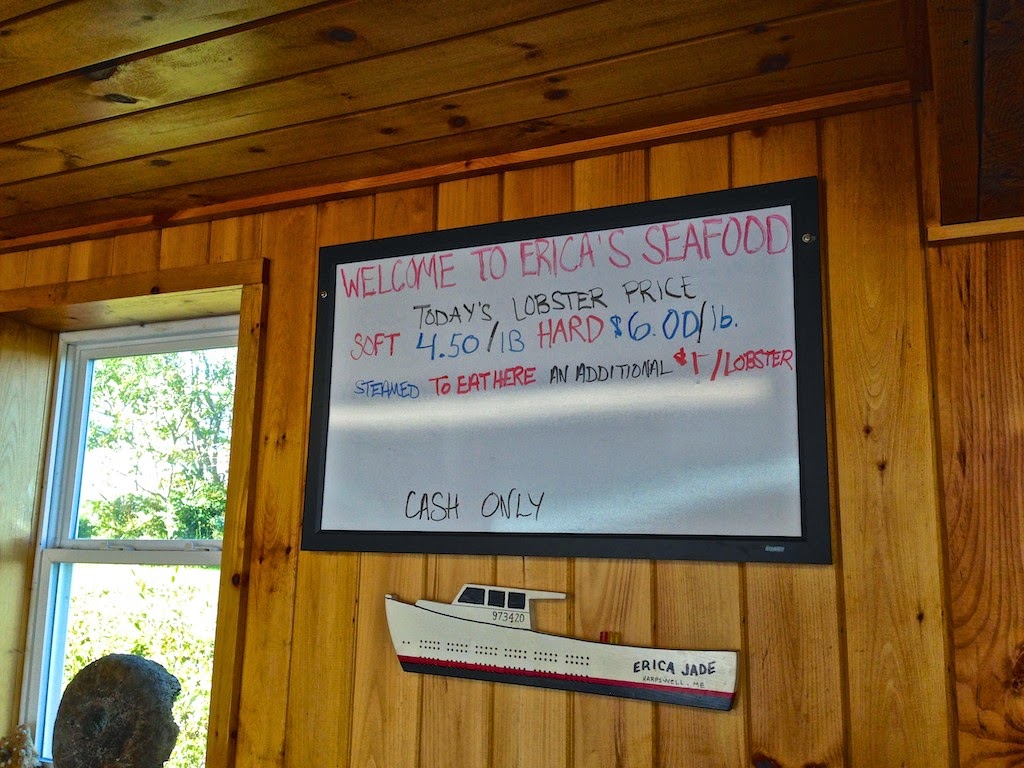 WELCOME TO ERICA'S SEAFOOD
TODAY'S LOBSTER PRICE
SOFT 4.50/lB HARD $6.00/lb.
STEAMED TO EAT HERE AN ADDITIONAL $1-/LOBSTER
CASH ONLY
973420
ERICA JADE
HARPSWELL, ME